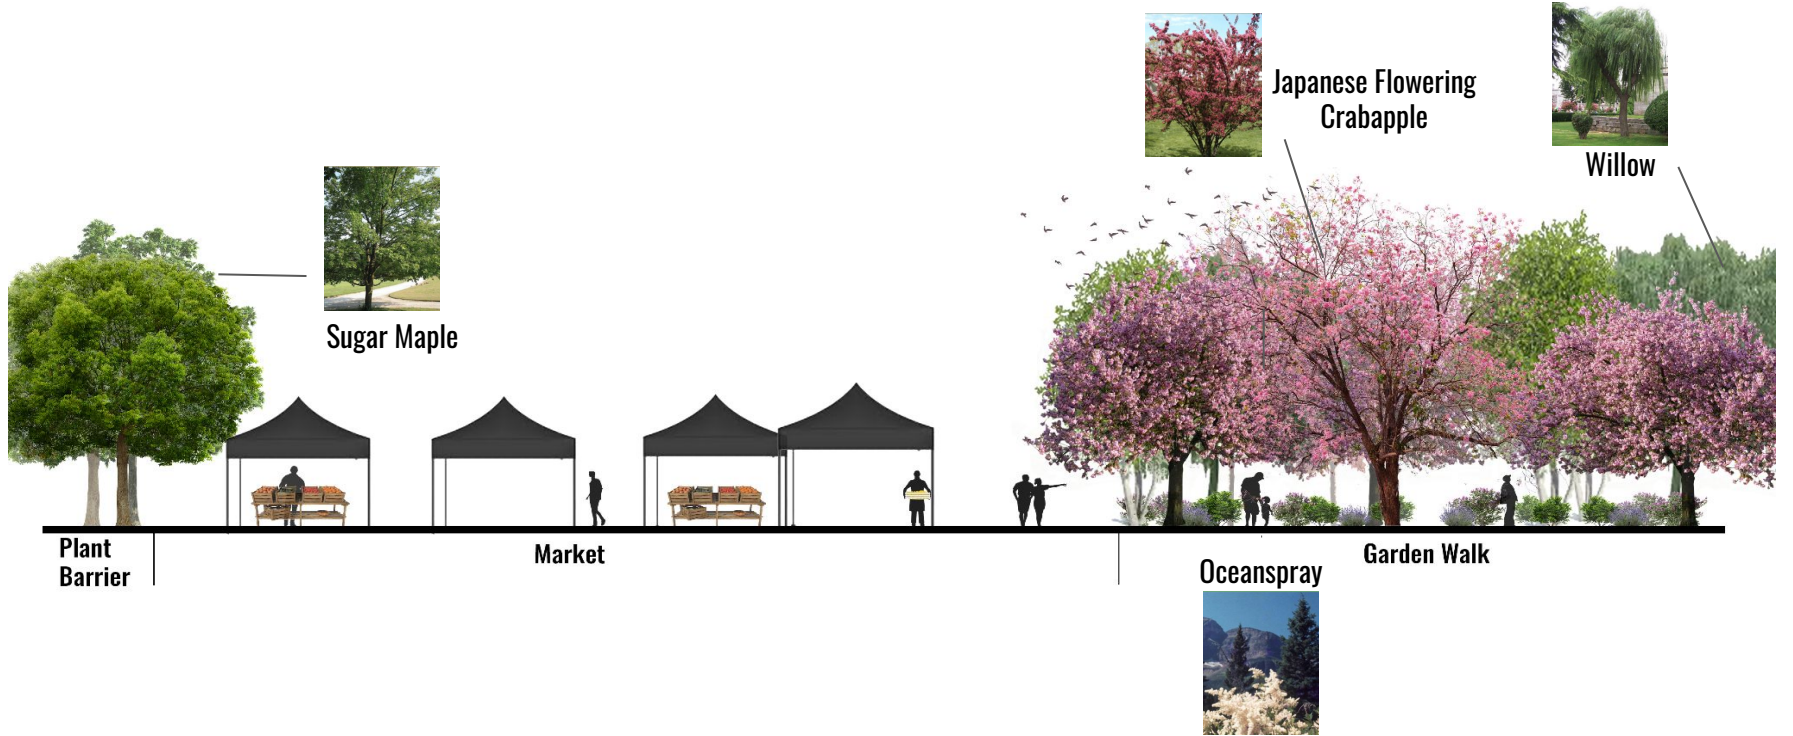 Japanese Flowering
Crabapple
Willow
Sugar Maple
Plant
Barrier
Market
Garden Walk
Oceanspray